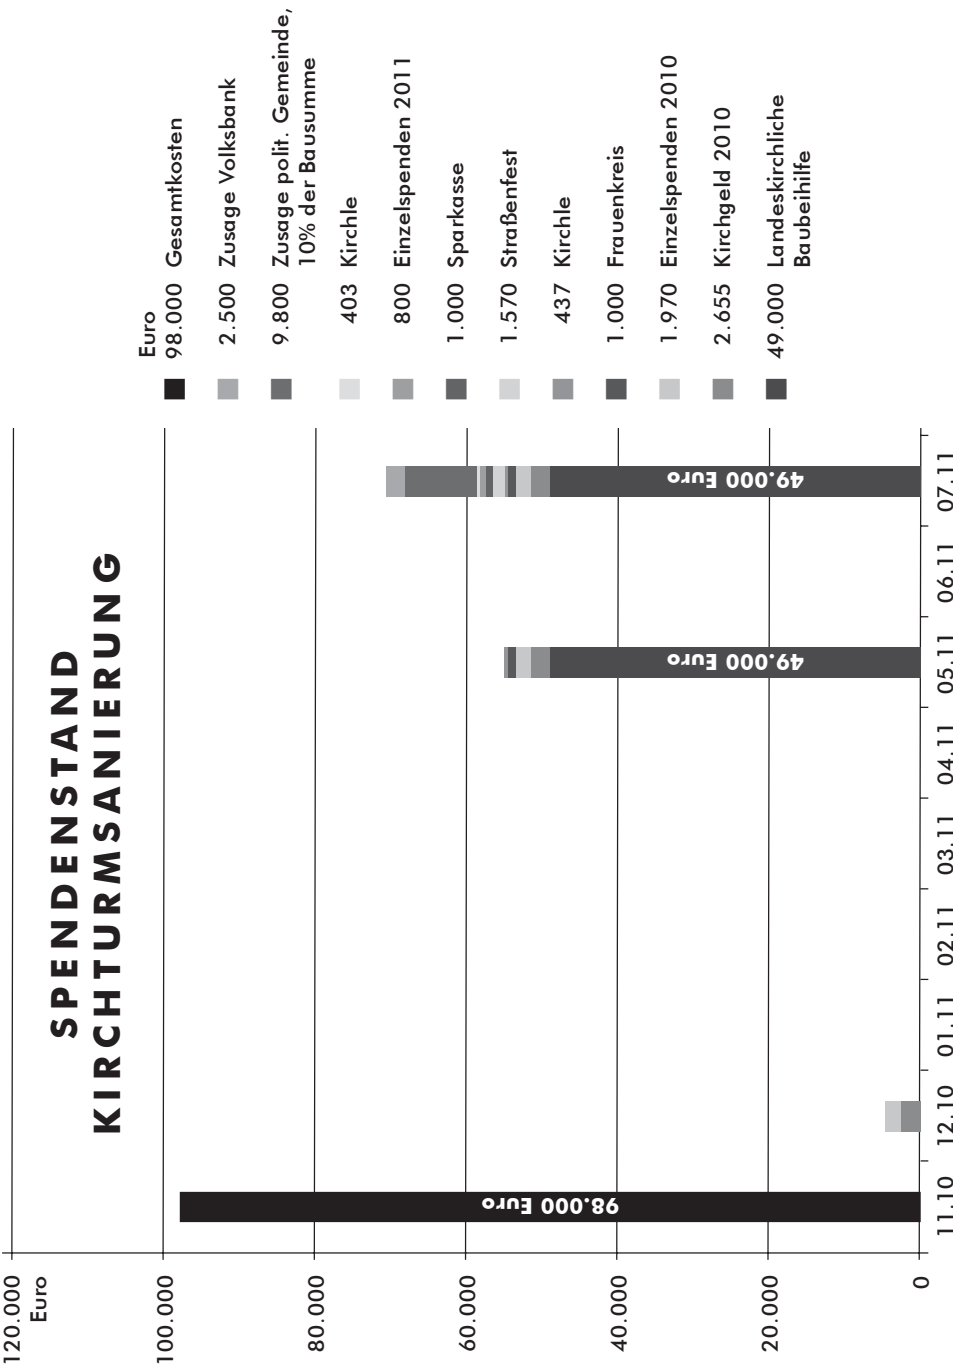 SPENDENSTAND
KIRCHTURMSANIERUNG
120.000
Euro
100.000
80.000
60.000
40.000
20.000
0
11.10
12.10
01.11
02.11
03.11
04.11
05.11
06.11
07.11
98.000 Euro
49.000 Euro
49.000 Euro
Euro
98.000 Gesamtkosten
2.500 Zusage Volksbank
9.800 Zusage polit. Gemeinde,
10% der Bausumme
403 Kirchle
800 Einzelspenden 2011
1.000 Sparkasse
1.570 Straßenfest
437 Kirchle
1.000 Frauenkreis
1.970 Einzelspenden 2010
2.655 Kirchgeld 2010
49.000 Landeskirchliche
Baubeihilfe